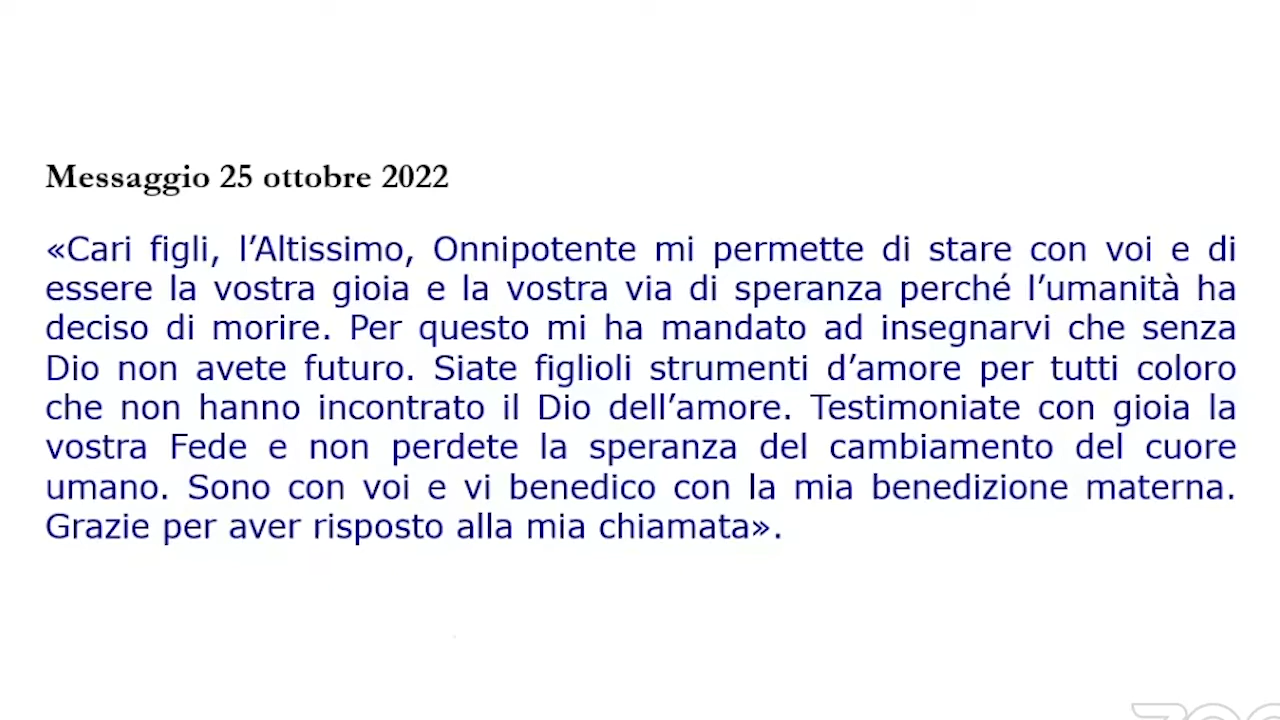 Messaggio 25 ottobre 2022
«Cari figli, l’Altissimo, Onnipotente mi permette di stare con voi e di
essere la vostra gioia e la vostra via di speranza perché l’umanità ha
deciso di morire. Per questo mi ha mandato ad insegnarvi che senza
Dio non avete futuro. Siate figlioli strumenti d’amore per tutti coloro
che non hanno incontrato il Dio dell’amore. Testimoniate con gioia la
vostra Fede e non perdete la speranza del cambiamento del cuore
umano. Sono con voi e vi benedico con la mia benedizione materna.
Grazie per aver risposto alla mia chiamata».